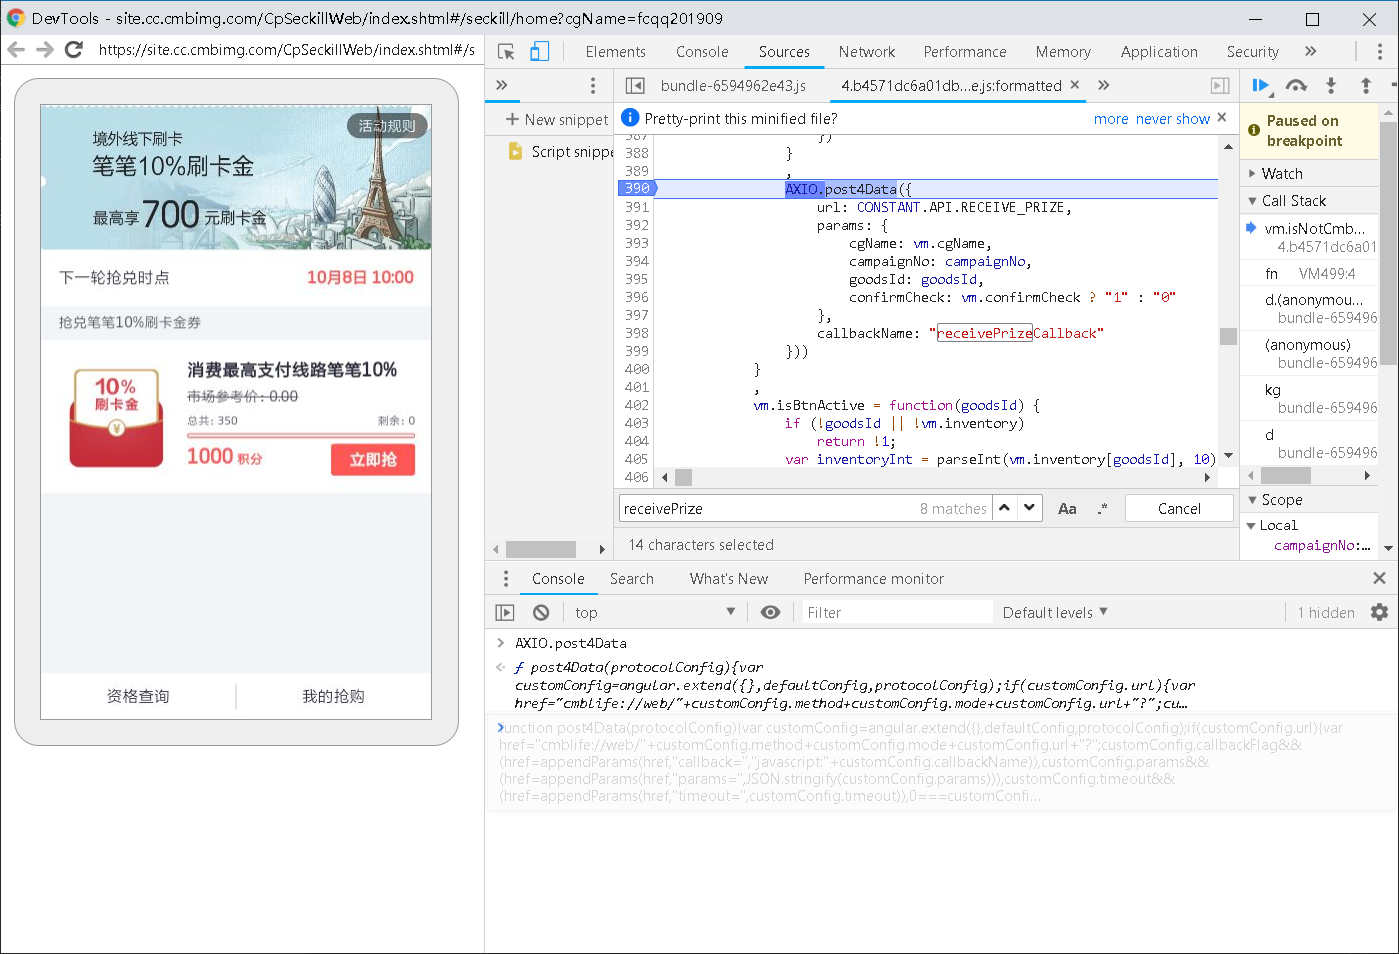 DevTools - site.cc.cmbimg.com/CpSeckillWeb/index.shtml#/seckill/home?cgName=fcqq201909
https://site.cc.cmbimg.com/CpSeckillWeb/index.shtml#/s
活动规则
境外线下刷卡
笔笔10%刷卡金
最高享700元刷卡金
下一轮抢兑时点 10月8日 10:00
抢兑笔笔10%刷卡金券
10%
刷卡金
¥
消费最高支付线路笔笔10%
市场参考价: 0.00
总共: 350 剩余: 0
1000 积分 立即抢
资格查询 我的抢购
Elements Console Sources Network Performance Memory Application Security »
» bundle-6594962e43.js 4.b4571dc6a01db...e.js:formatted × »
+ New snippet
Script snippe
Pretty-print this minified file? more never show ×
387 })
388 }
389 ,
390 AXIO.post4Data({
391 url: CONSTANT.API.RECEIVE_PRIZE,
392 params: {
393 cgName: vm.cgName,
394 campaignNo: campaignNo,
395 goodsId: goodsId,
396 confirmCheck: vm.confirmCheck ? "1" : "0"
397 },
398 callbackName: "receivePrizeCallback"
399 }))
400 }
401 ,
402 vm.isBtnActive = function(goodsId) {
403 if (!goodsId || !vm.inventory)
404 return !1;
405 var inventoryInt = parseInt(vm.inventory[goodsId], 10)
406
receivePrize 8 matches Aa .* Cancel
14 characters selected
Paused on
breakpoint
Watch
Call Stack
vm.isNotCmb...
4.b4571dc6a01
fn VM499:4
d.(anonymou...
bundle-659496
(anonymous)
bundle-659496
kg
bundle-659496
d
bundle-659496
Scope
Local
campaignNo:...
Console Search What's New Performance monitor
top Filter Default levels 1 hidden
> AXIO.post4Data
ƒ post4Data(protocolConfig){var
customConfig=angular.extend({},defaultConfig,protocolConfig);if(customConfig.url){var
href="cmblife://web/"+customConfig.method+customConfig.mode+customConfig.url+"?";cu…
unction post4Data(protocolConfig){var customConfig=angular.extend({},defaultConfig,protocolConfig);if(customConfig.url){var
href="cmblife://web/"+customConfig.method+customConfig.mode+customConfig.url+"?";customConfig.callbackFlag&&
(href=appendParams(href,"callback=","javascript:"+customConfig.callbackName)),customConfig.params&&
(href=appendParams(href,"params=",JSON.stringify(customConfig.params))),customConfig.timeout&&
(href=appendParams(href,"timeout=",customConfig.timeout)),0===customConfi...